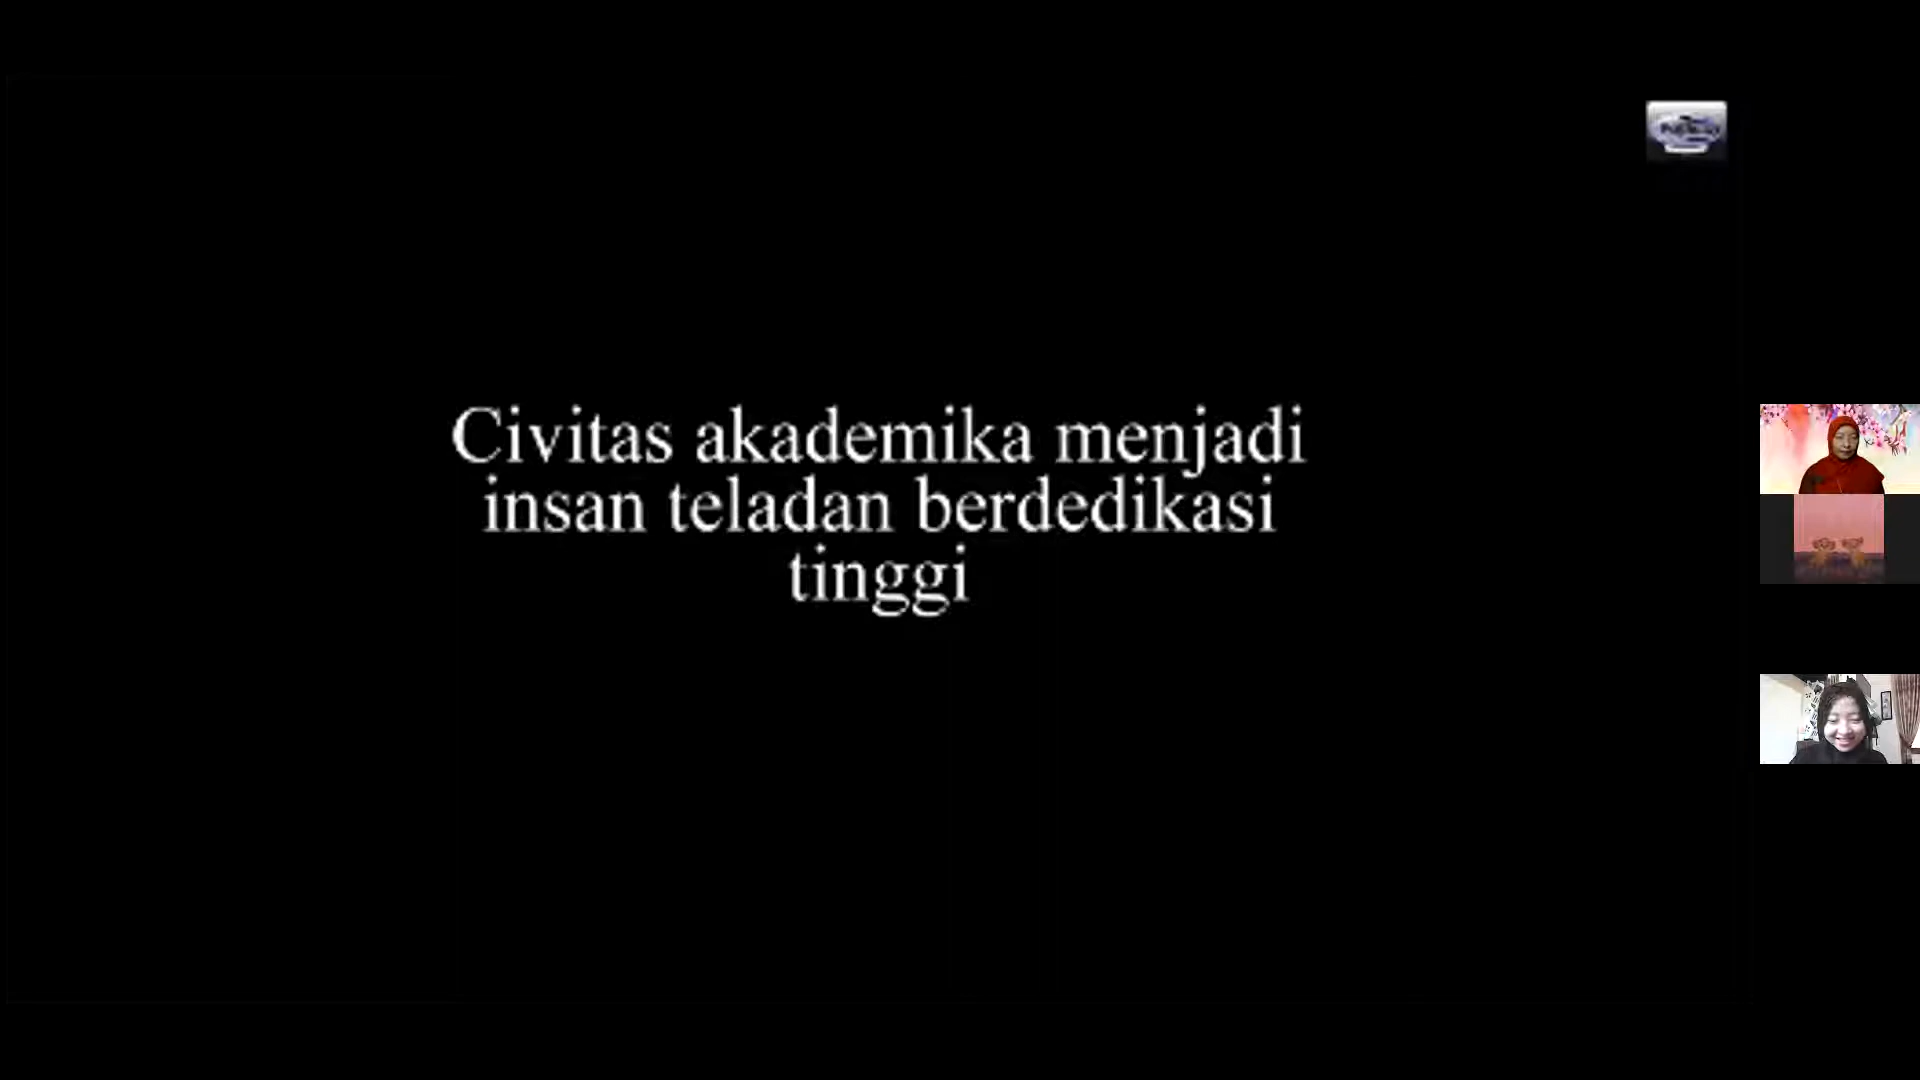 Civitas akademika menjadi
insan teladan berdedikasi
tinggi